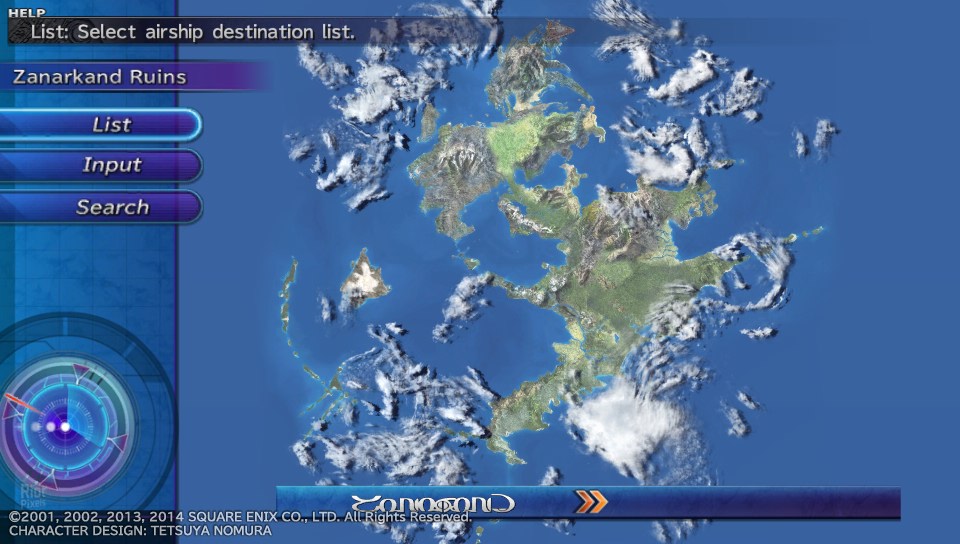 HELP
List: Select airship destination list.
Zanarkand Ruins
List
Input
Search
©2001, 2002, 2013, 2014 SQUARE ENIX CO., LTD. All Rights Reserved.
CHARACTER DESIGN: TETSUYA NOMURA